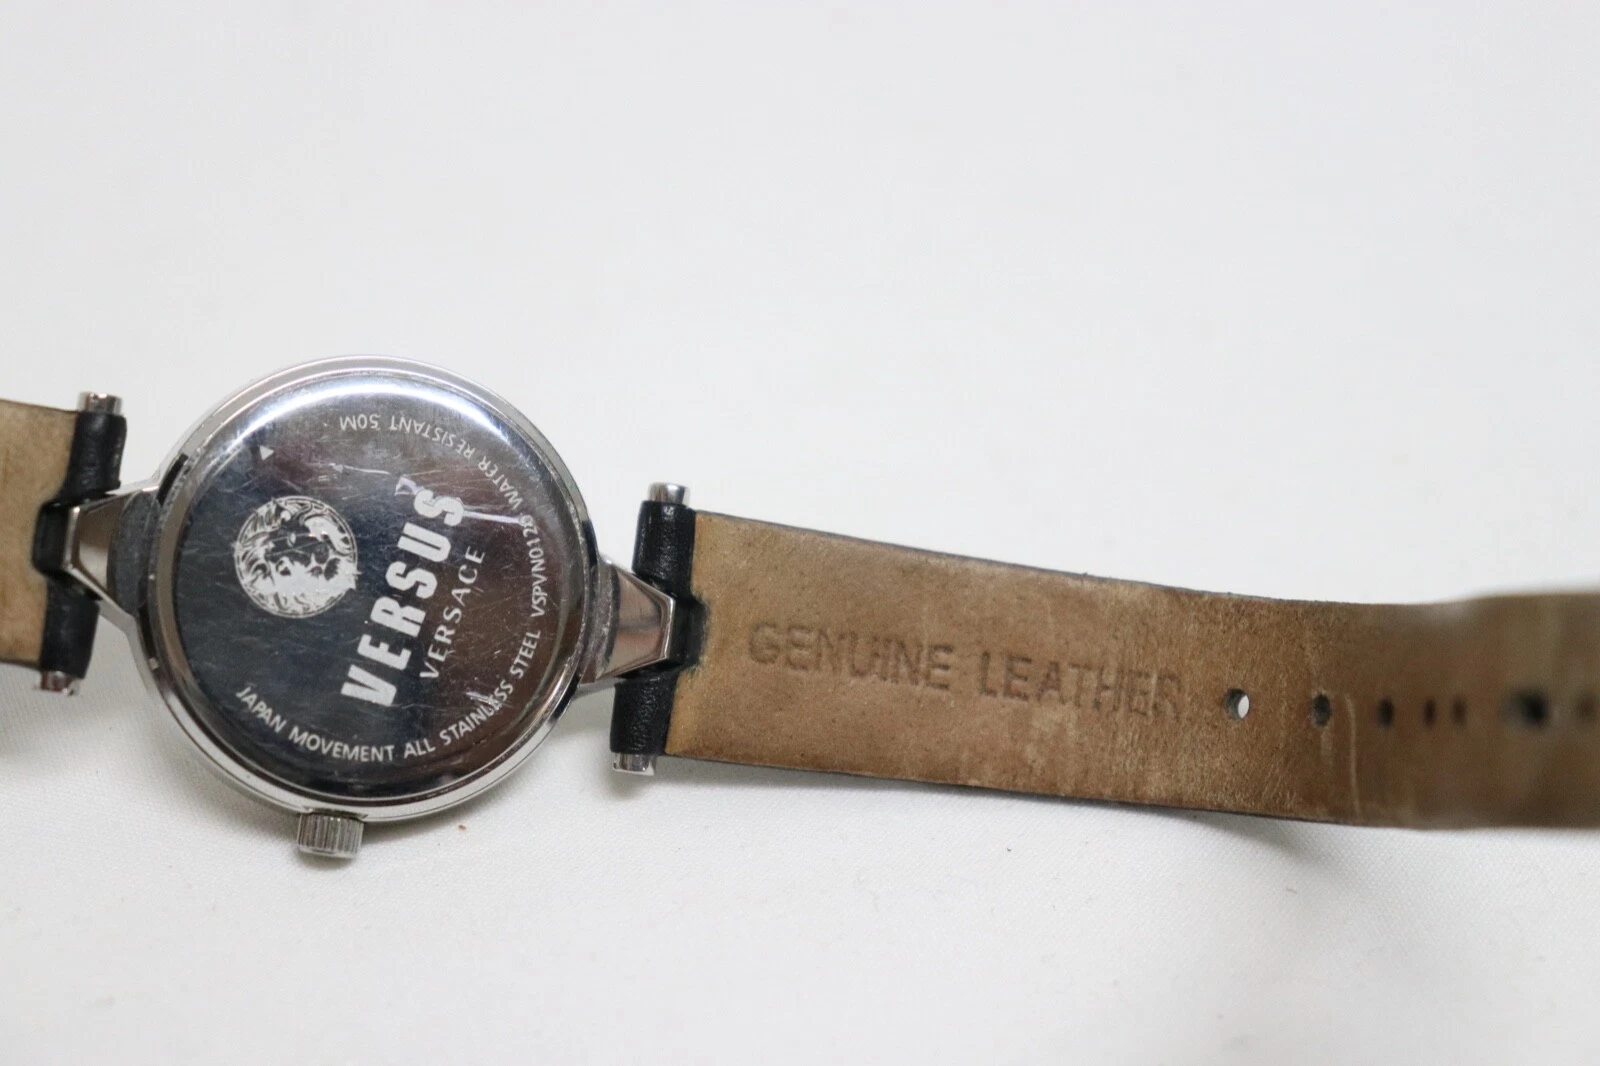 VERSUS
VERSACE
JAPAN MOVEMENT ALL STAINLESS STEEL WATER RESISTANT 50M
GENUINE LEATHER